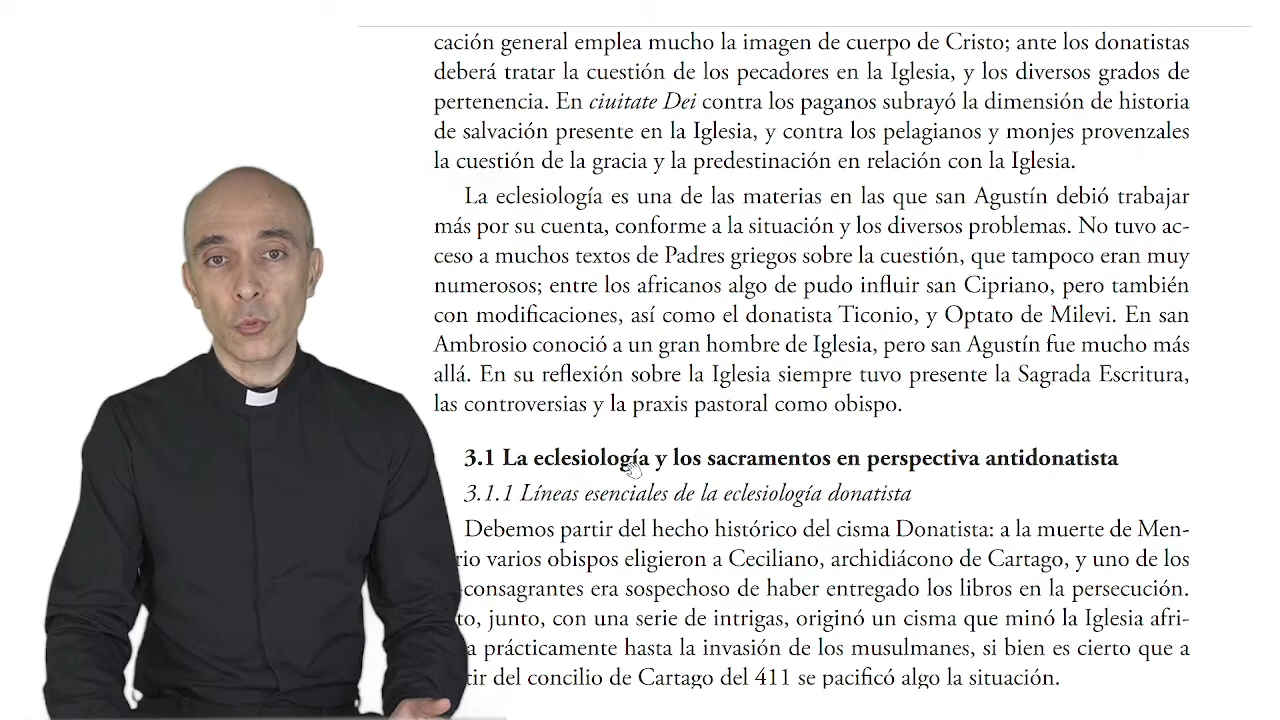 cación general emplea mucho la imagen de cuerpo de Cristo; ante los donatistas
deberá tratar la cuestión de los pecadores en la Iglesia, y los diversos grados de
pertenencia. En ciuitate Dei contra los paganos subrayó la dimensión de historia
de salvación presente en la Iglesia, y contra los pelagianos y monjes provenzales
la cuestión de la gracia y la predestinación en relación con la Iglesia.
La eclesiología es una de las materias en las que san Agustín debió trabajar
más por su cuenta, conforme a la situación y los diversos problemas. No tuvo ac-
ceso a muchos textos de Padres griegos sobre la cuestión, que tampoco eran muy
numerosos; entre los africanos algo de pudo influir san Cipriano, pero también
con modificaciones, así como el donatista Ticonio, y Optato de Milevi. En san
Ambrosio conoció a un gran hombre de Iglesia, pero san Agustín fue mucho más
allá. En su reflexión sobre la Iglesia siempre tuvo presente la Sagrada Escritura,
las controversias y la praxis pastoral como obispo.
3.1 La eclesiología y los sacramentos en perspectiva antidonatista
3.1.1 Líneas esenciales de la eclesiología donatista
Debemos partir del hecho histórico del cisma Donatista: a la muerte de Men-
rio varios obispos eligieron a Ceciliano, archidiácono de Cartago, y uno de los
consagrantes era sospechoso de haber entregado los libros en la persecución.
to, junto, con una serie de intrigas, originó un cisma que minó la Iglesia afri-
a prácticamente hasta la invasión de los musulmanes, si bien es cierto que a
tir del concilio de Cartago del 411 se pacificó algo la situación.